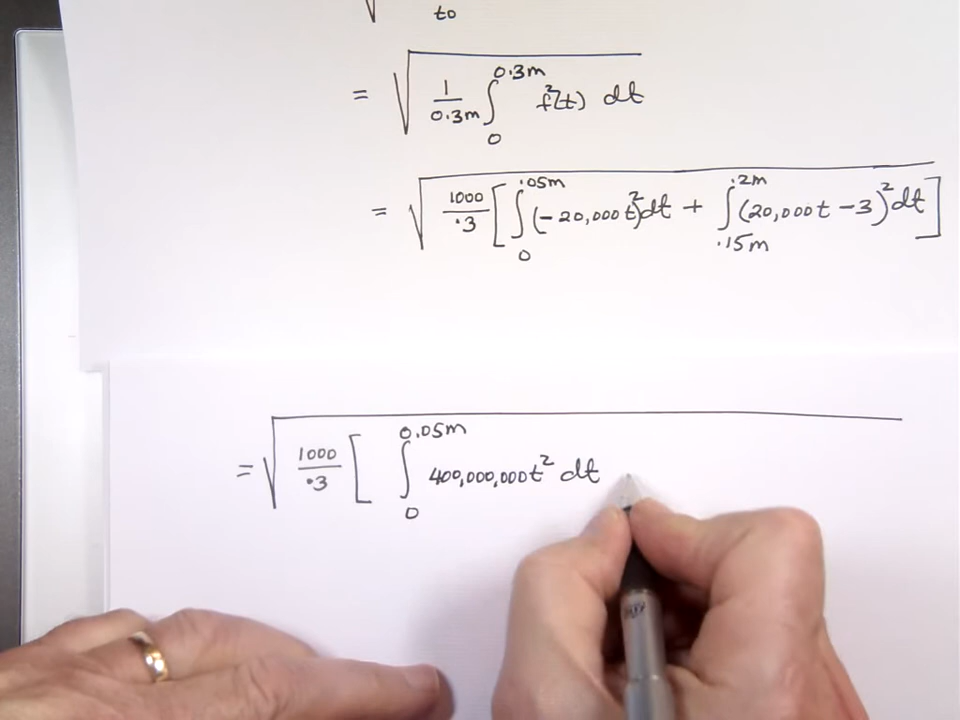 √ to
= √ 1/0.3m ∫₀^0.3m f²(t) dt
= √ 1000/.3 [ ∫₀^.05m (-20,000t)² dt + ∫.15m^.2m (20,000t - 3)² dt ]
= √ 1000/.3 [ ∫₀^0.05m 400,000,000t² dt